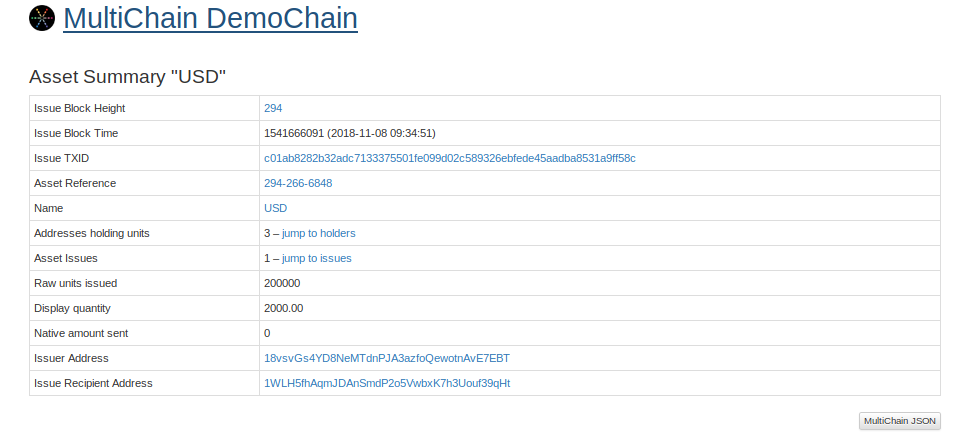 MultiChain DemoChain
Asset Summary "USD"
Issue Block Height 294
Issue Block Time 1541666091 (2018-11-08 09:34:51)
Issue TXID c01ab8282b32adc7133375501fe099d02c589326ebfede45aadba8531a9ff58c
Asset Reference 294-266-6848
Name USD
Addresses holding units 3 – jump to holders
Asset Issues 1 – jump to issues
Raw units issued 200000
Display quantity 2000.00
Native amount sent 0
Issuer Address 18vsvGs4YD8NeMTdnPJA3azfoQewotnAvE7EBT
Issue Recipient Address 1WLH5fhAqmJDAnSmdP2o5VwbxK7h3Uouf39qHt
MultiChain JSON